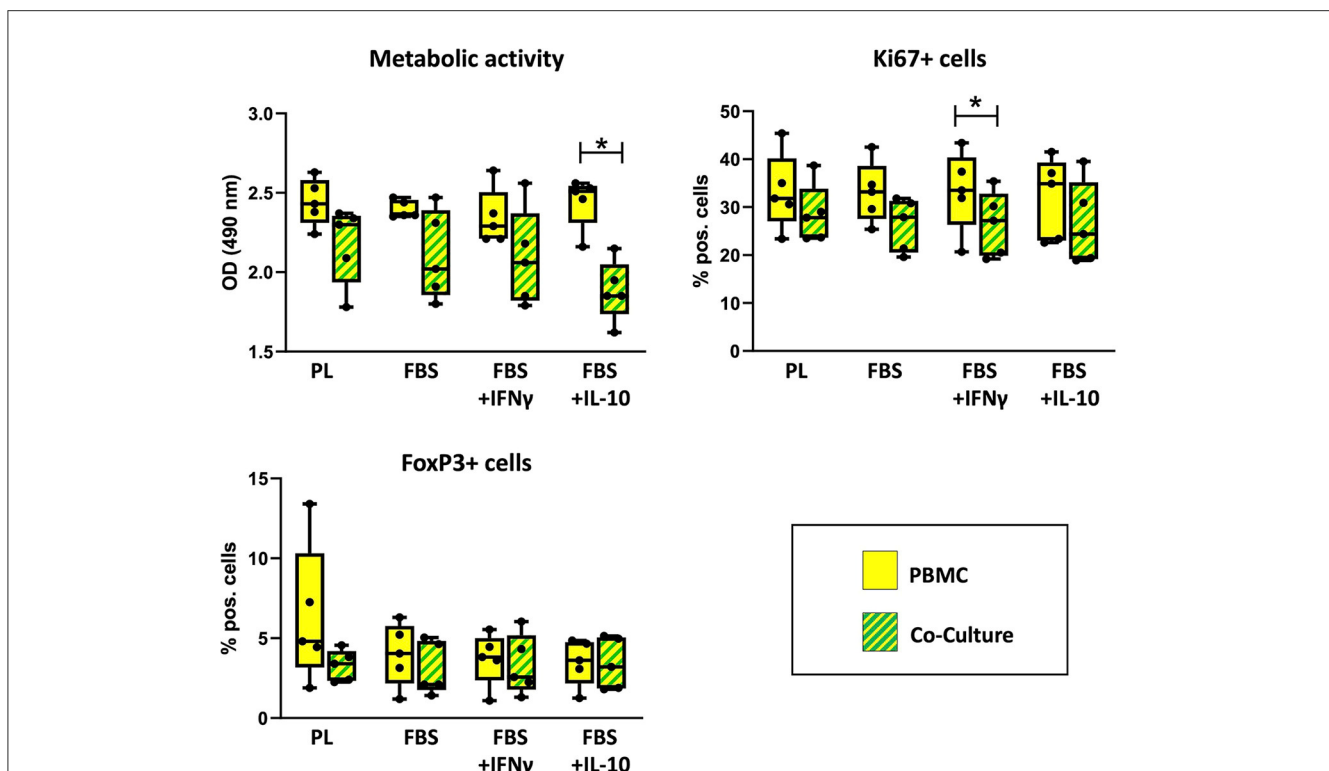 Metabolic activity
OD (490 nm)
3.0
2.5
2.0
1.5
*
PL
FBS
FBS
+IFNγ
FBS
+IL-10
Ki67+ cells
% pos. cells
50
40
30
20
10
0
*
PL
FBS
FBS
+IFNγ
FBS
+IL-10
FoxP3+ cells
% pos. cells
15
10
5
0
PL
FBS
FBS
+IFNγ
FBS
+IL-10
PBMC
Co-Culture